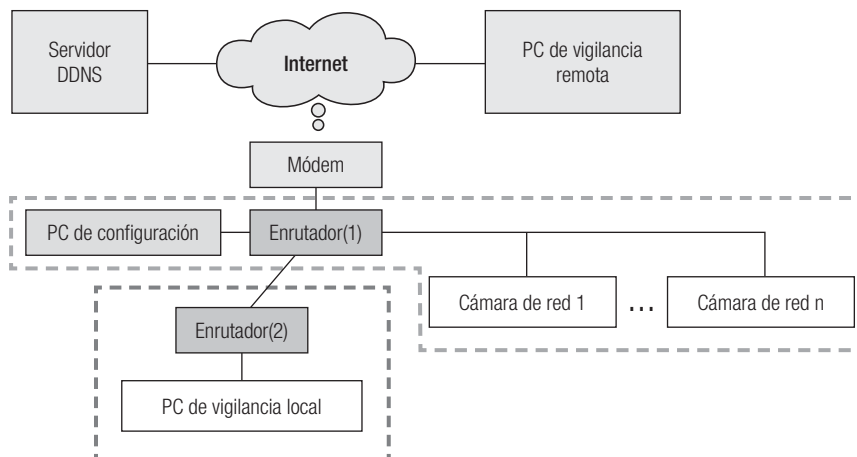 Servidor
DDNS
Internet
PC de vigilancia
remota
Módem
PC de configuración
Enrutador(1)
Cámara de red 1
...
Cámara de red n
Enrutador(2)
PC de vigilancia local